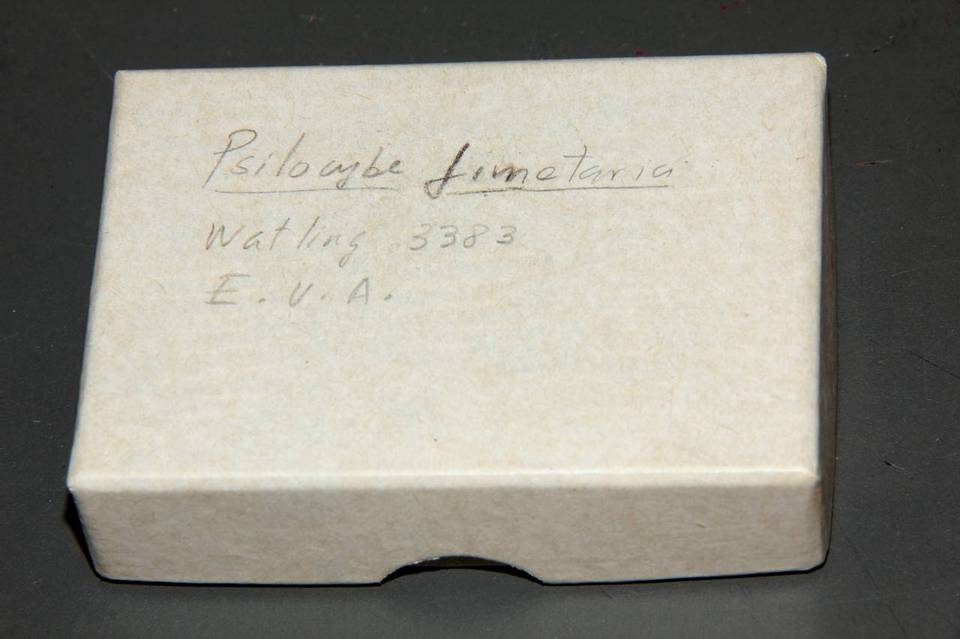 Psilocybe fimetaria
Watling 3383
E.V.A.